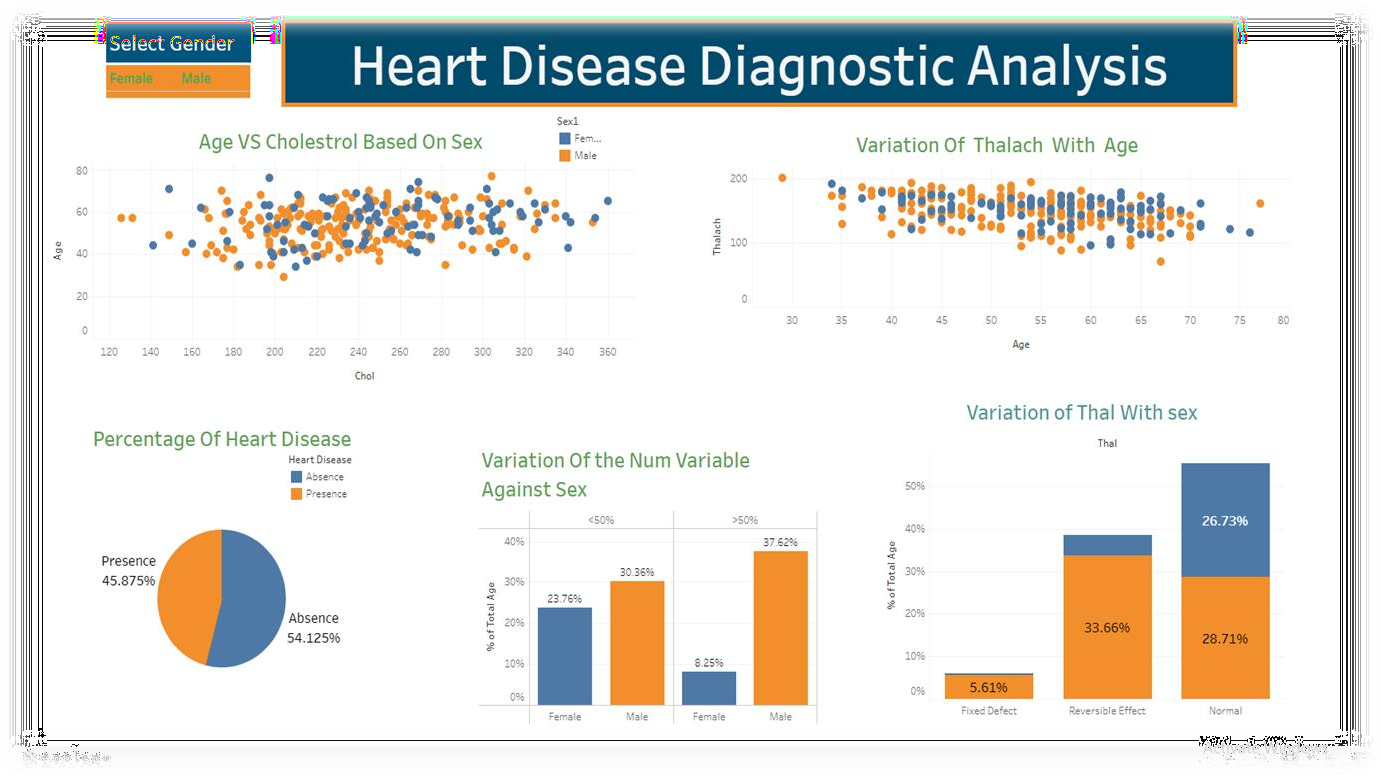 Select Gender
Female Male
Heart Disease Diagnostic Analysis
Age VS Cholestrol Based On Sex
Sex1
Fem...
Male
80
60
40
20
0
Age
120 140 160 180 200 220 240 260 280 300 320 340 360
Chol
Variation Of Thalach With Age
200
100
0
Thalach
30 35 40 45 50 55 60 65 70 75 80
Age
Percentage Of Heart Disease
Heart Disease
Absence
Presence
Presence
45.875%
Absence
54.125%
Variation Of the Num Variable
Against Sex
<50% >50%
40%
30%
20%
10%
0%
% of Total Age
23.76%
30.36%
8.25%
37.62%
Female Male Female Male
Variation of Thal With sex
Thal
50%
40%
30%
20%
10%
0%
% of Total Age
5.61%
33.66%
26.73%
28.71%
Fixed Defect Reversible Effect Normal